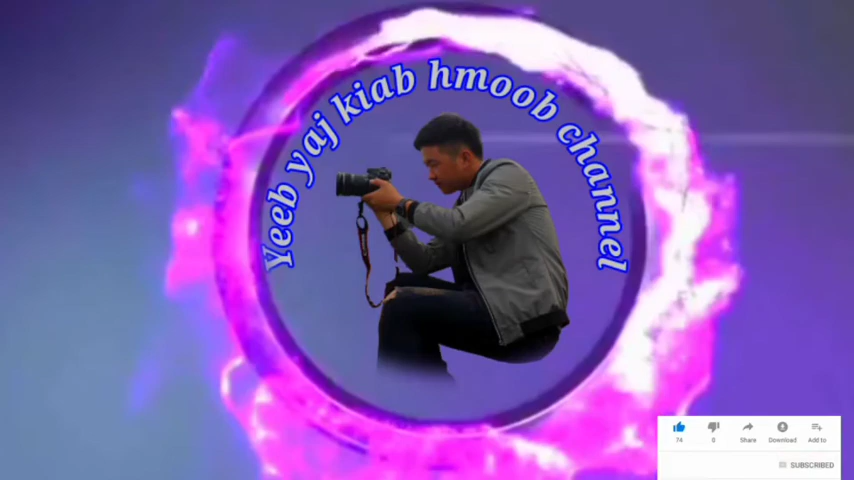 Yeeb yaj kiab hmoob channel
74 0 Share Download Add to
SUBSCRIBED